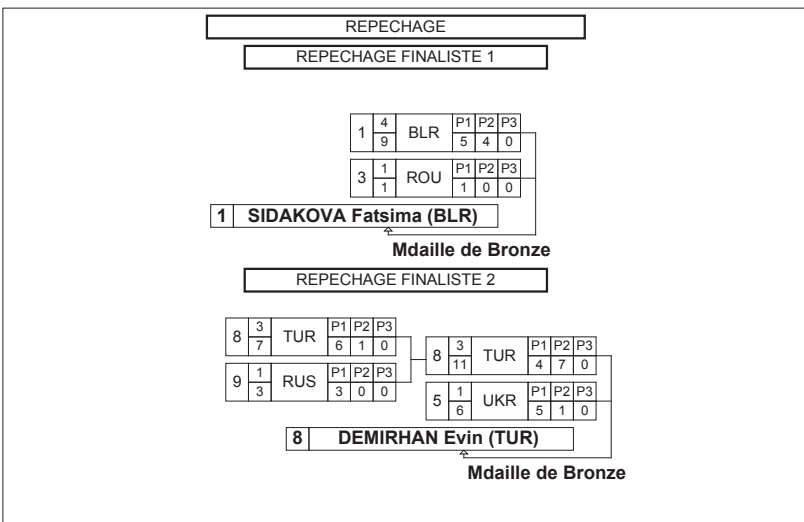 REPECHAGE
REPECHAGE FINALISTE 1
1 4 BLR P1 P2 P3
9 5 4 0
3 1 ROU P1 P2 P3
1 1 0 0
1 SIDAKOVA Fatsima (BLR)
Mdaille de Bronze
REPECHAGE FINALISTE 2
8 3 TUR P1 P2 P3
7 6 1 0
9 1 RUS P1 P2 P3
3 3 0 0
8 3 TUR P1 P2 P3
11 4 7 0
5 1 UKR P1 P2 P3
6 5 1 0
8 DEMIRHAN Evin (TUR)
Mdaille de Bronze